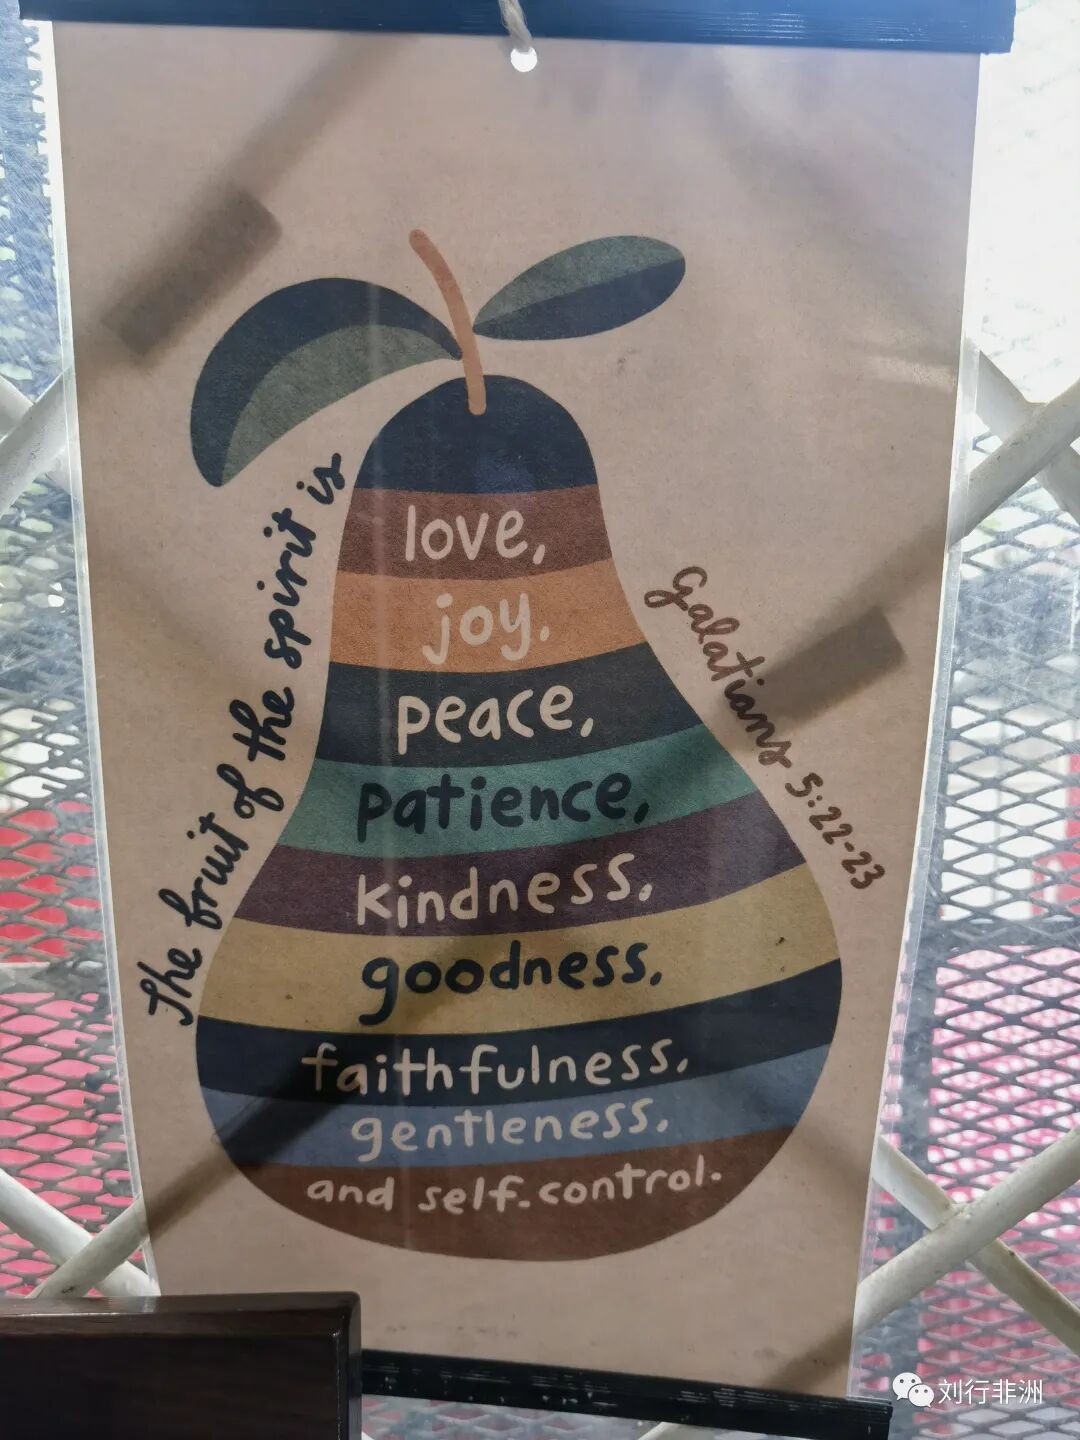 The fruit of the spirit is
love,
joy,
peace,
patience,
kindness,
goodness,
faithfulness,
gentleness,
and self-control.
Galatians 5:22-23
刘行非洲